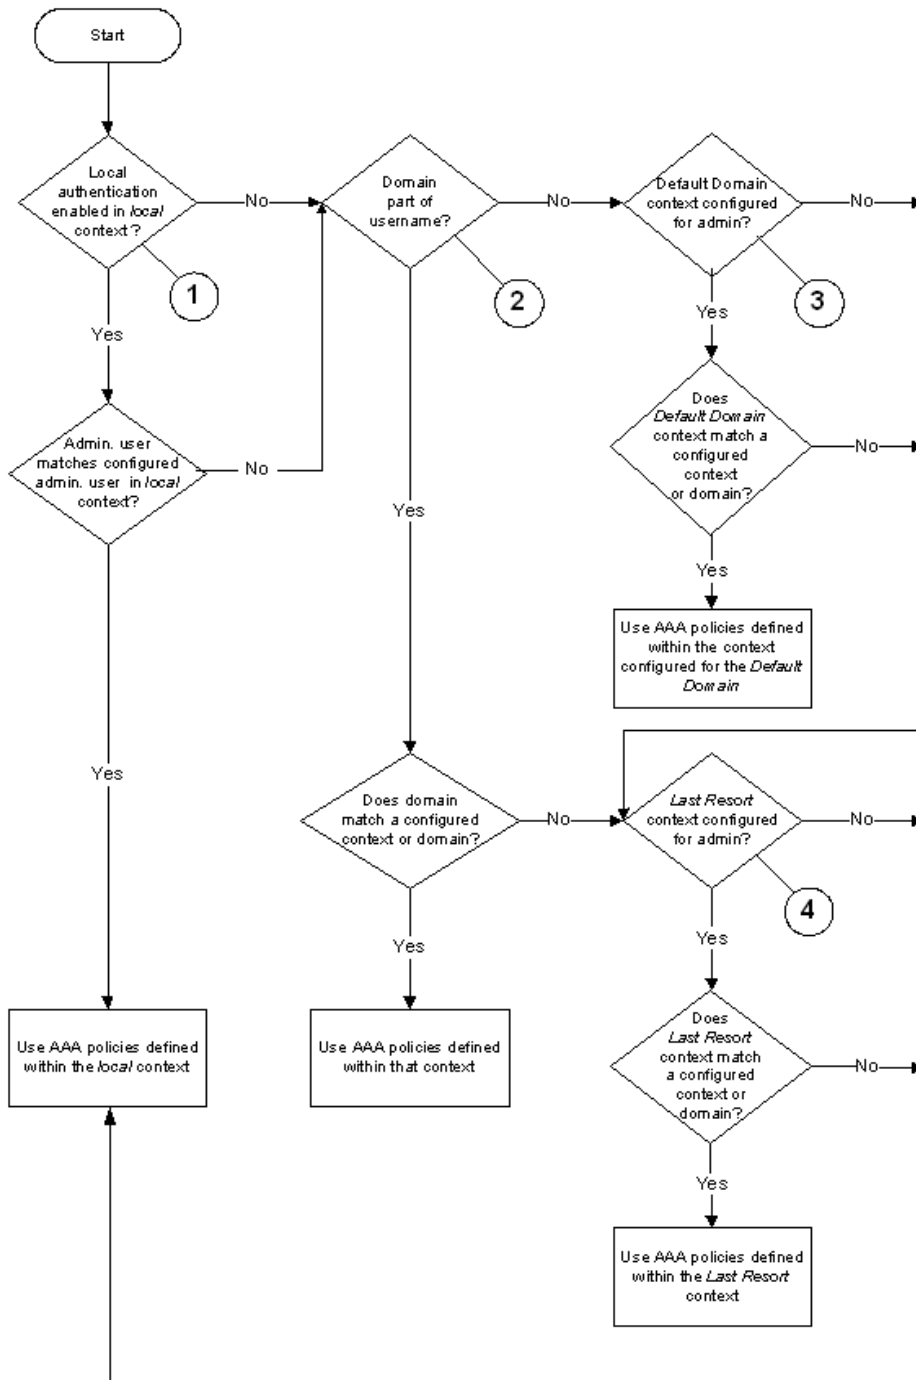 Start
Local
authentication
enabled in local
context?
No
Domain
part of
username?
No
Default Domain
context configured
for admin?
No
1
2
3
Yes
Yes
Does
Default Domain
context match a
configured
context
or domain?
No
Admin. user
matches configured
admin. user in local
context?
No
Yes
Yes
Use AAA policies defined
within the context
configured for the Default
Domain
Yes
Does domain
match a configured
context or domain?
No
Last Resort
context configured
for admin?
No
4
Yes
Yes
Use AAA policies defined
within the local context
Use AAA policies defined
within that context
Does
Last Resort
context match
a configured
context or
domain?
No
Yes
Use AAA policies defined
within the Last Resort
context